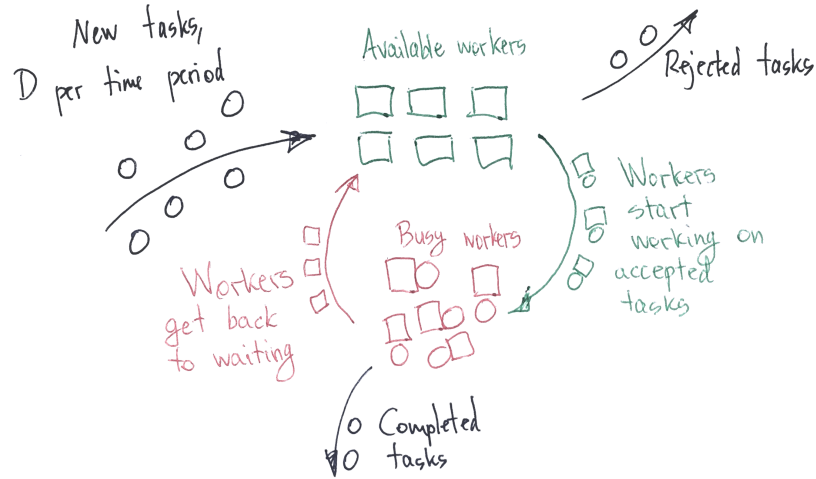 New tasks,
D per time period
Available workers
Rejected tasks
Workers
start
working on
accepted
tasks
Busy workers
Workers
get back
to waiting
Completed
tasks